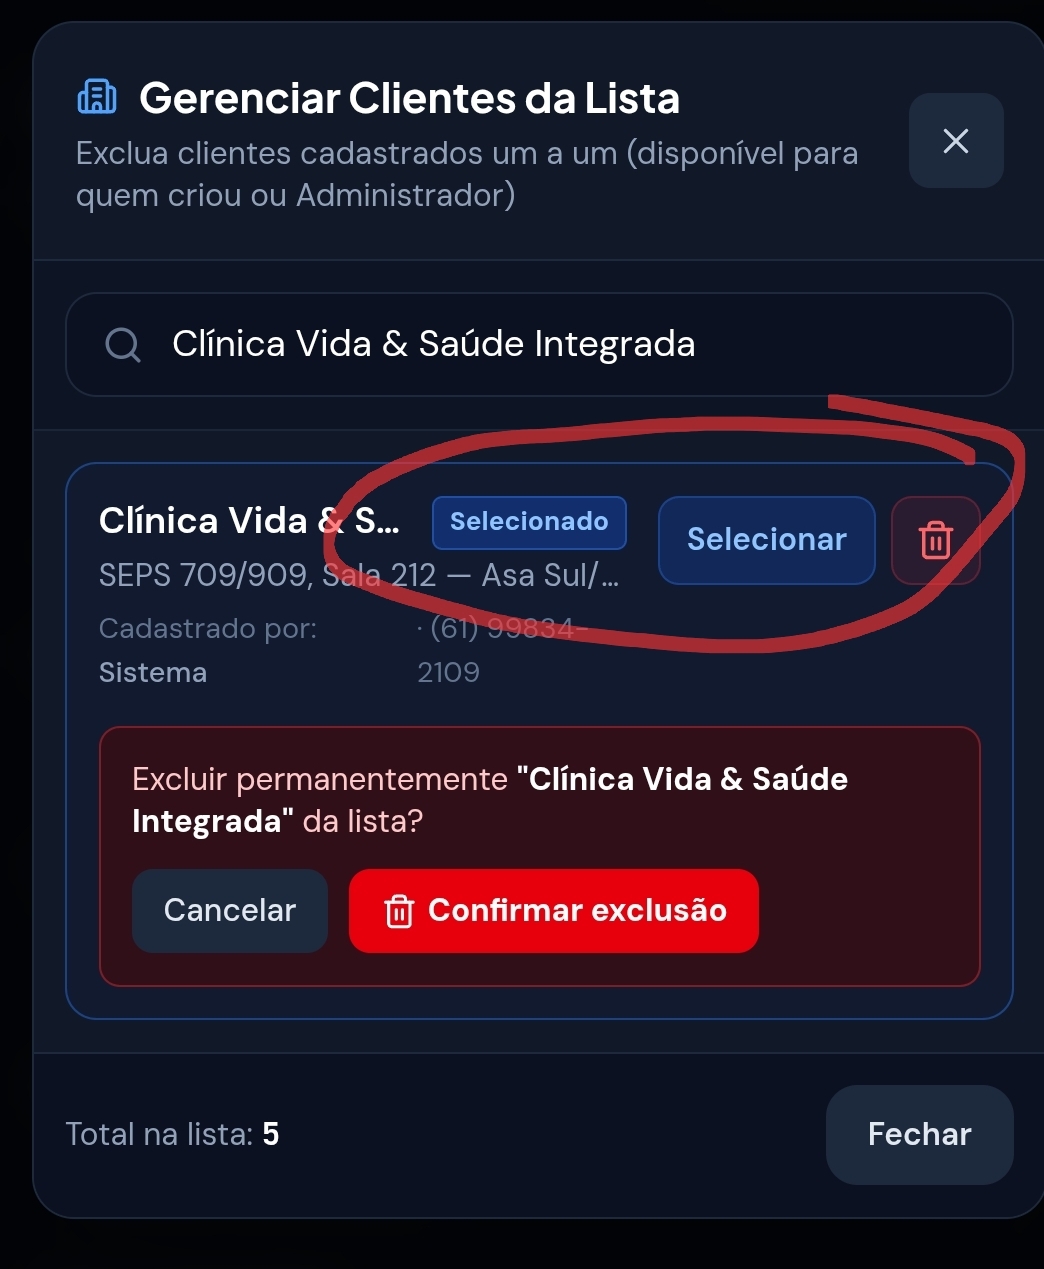 Gerenciar Clientes da Lista
Exclua clientes cadastrados um a um (disponível para
quem criou ou Administrador)
Clínica Vida & Saúde Integrada
Clínica Vida & S... Selecionado Selecionar
SEPS 709/909, Sala 212 — Asa Sul/...
Cadastrado por: · (61) 99834-
Sistema 2109
Excluir permanentemente "Clínica Vida & Saúde
Integrada" da lista?
Cancelar Confirmar exclusão
Total na lista: 5 Fechar